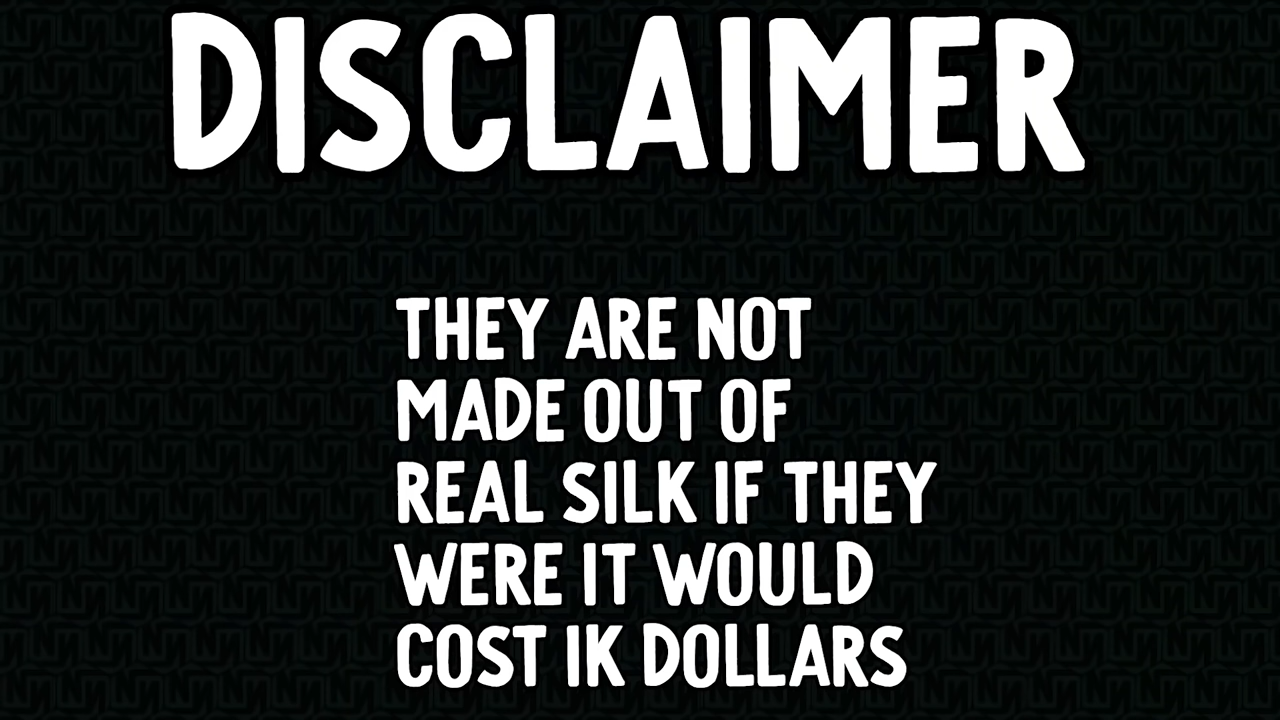 DISCLAIMER
THEY ARE NOT
MADE OUT OF
REAL SILK IF THEY
WERE IT WOULD
COST 1K DOLLARS